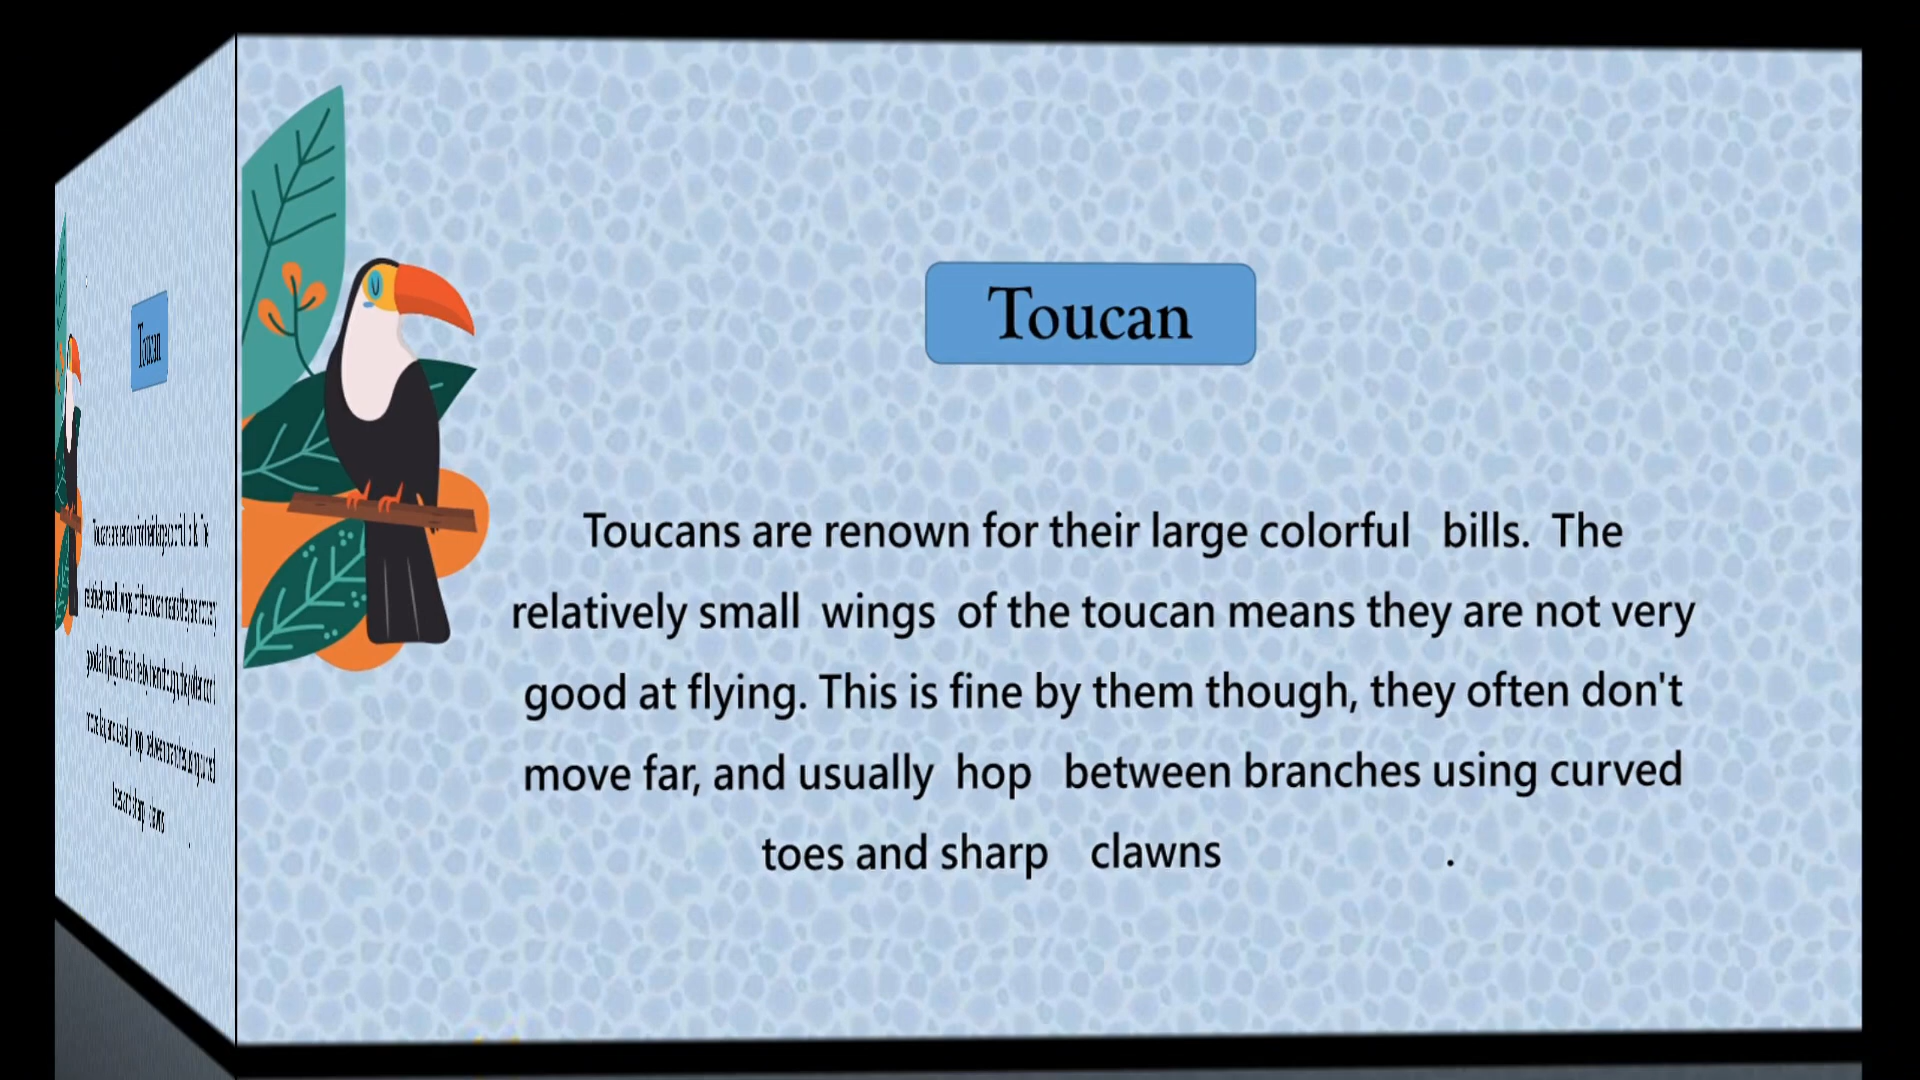 Toucan
Toucans are renown for their large colorful bills. The
relatively small wings of the toucan means they are not very
good at flying. This is fine by them though, they often don't
move far, and usually hop between branches using curved
toes and sharp clawns .
Toucan